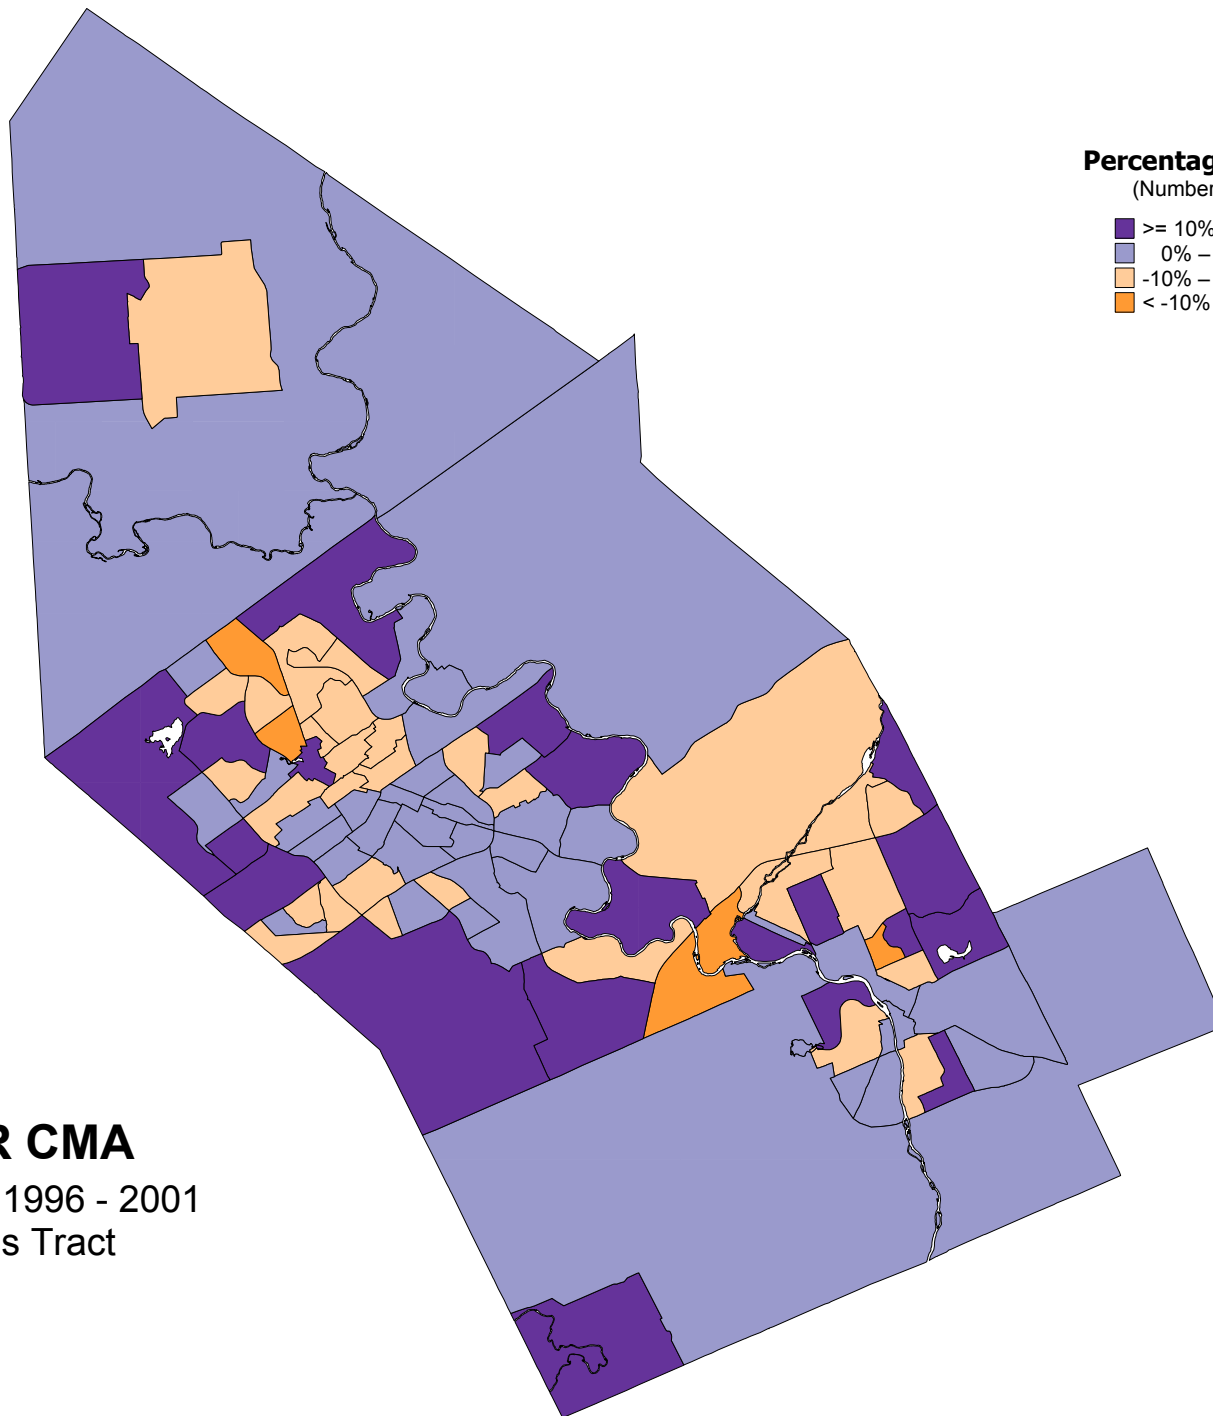 Percentag
(Number
>= 10%
0% –
-10% –
< -10%
R CMA
1996 - 2001
s Tract